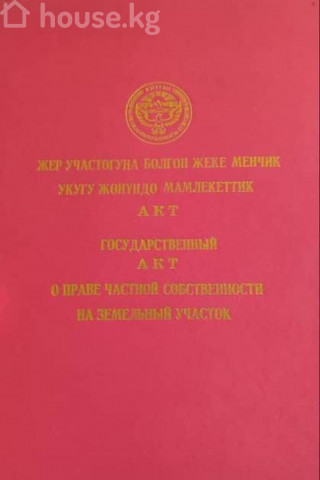 house.kg
ЖЕР УЧАСТОГУНА БОЛГОН ЖЕКЕ МЕНЧИК
УКУГУ ЖӨНҮНДӨ МАМЛЕКЕТТИК
АКТ
ГОСУДАРСТВЕННЫЙ
АКТ
О ПРАВЕ ЧАСТНОЙ СОБСТВЕННОСТИ
НА ЗЕМЕЛЬНЫЙ УЧАСТОК